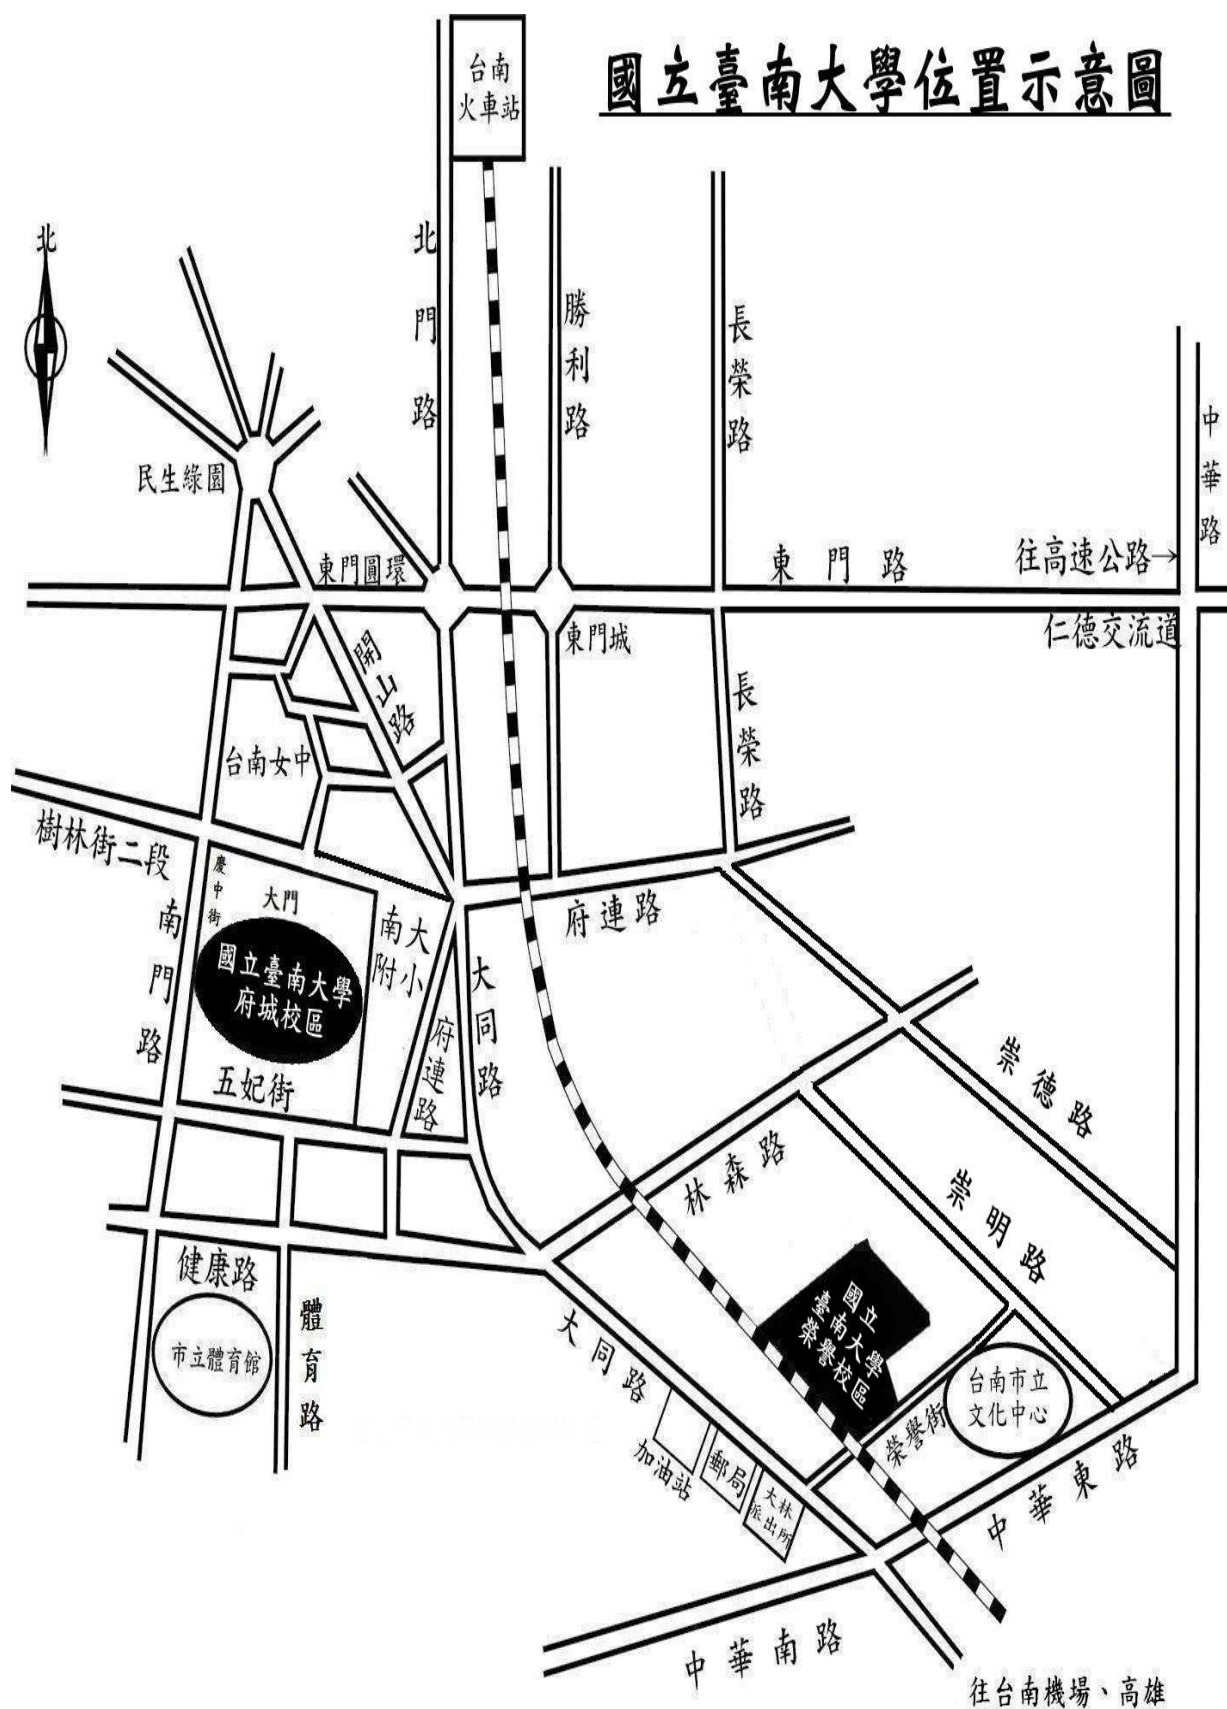 國立臺南大學位置示意圖
台南
火車站
北
北門路
勝利路
長榮路
中華路
民生綠園
東門圓環
東門路
往高速公路→
仁德交流道
東門城
開山路
長榮路
台南女中
樹林街二段
慶中街
大門
南門路
國立臺南大學
府城校區
南大
附小
府連路
大同路
府連路
五妃街
崇德路
林森路
崇明路
健康路
市立體育館
體育路
大同路
國立
臺南大學
榮譽校區
台南市立
文化中心
榮譽街
加油站
郵局
大林
派出所
中華東路
中華南路
往台南機場、高雄